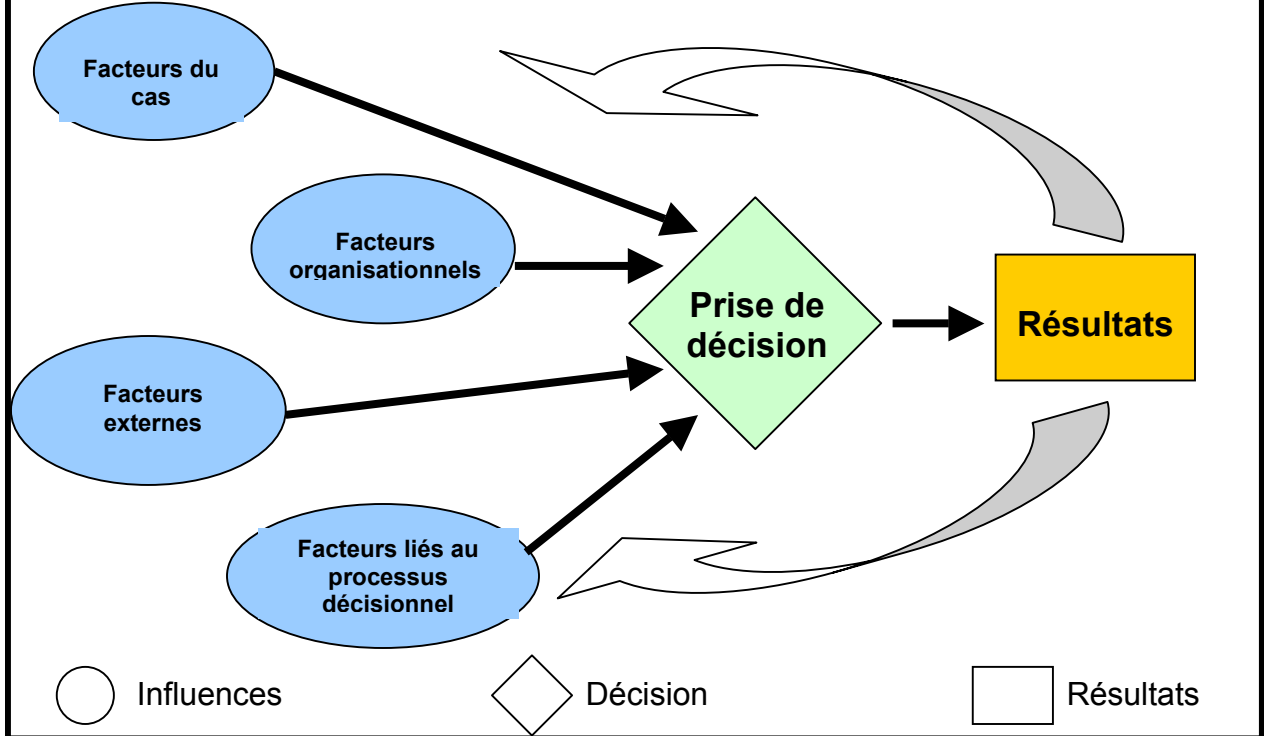 Facteurs du
cas
Facteurs
organisationnels
Prise de
décision
Résultats
Facteurs
externes
Facteurs liés au
processus
décisionnel
Influences
Décision
Résultats